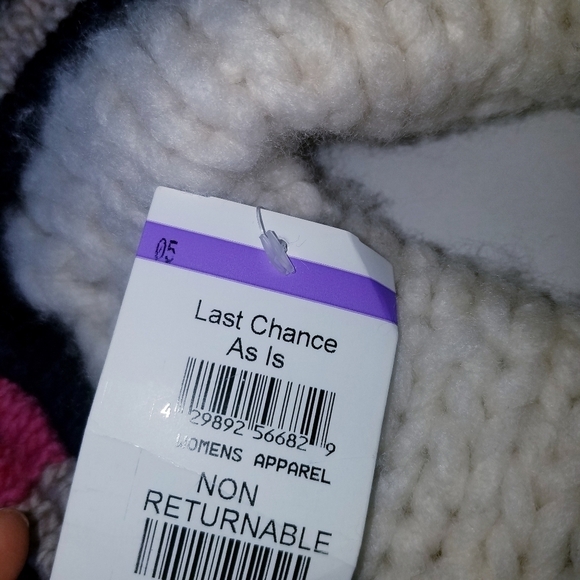 05
Last Chance
As Is
4 29892 56682 9
WOMENS APPAREL
NON
RETURNABLE